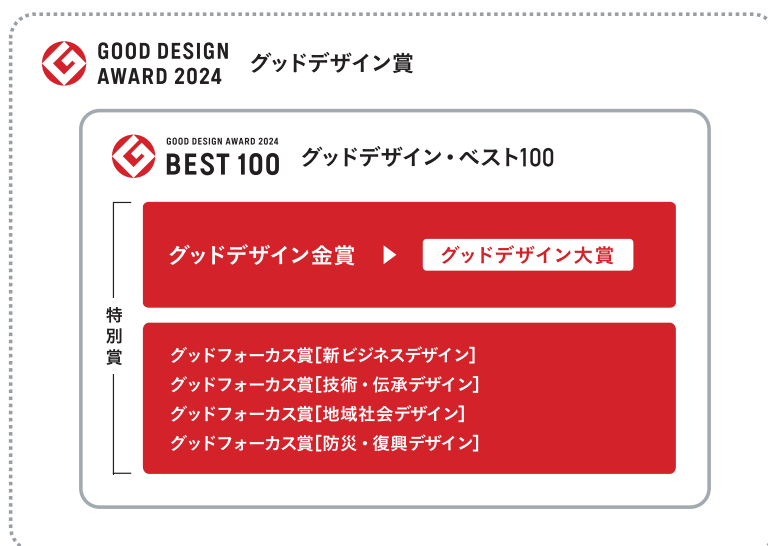 GOOD DESIGN
AWARD 2024
グッドデザイン賞
GOOD DESIGN AWARD 2024
BEST 100
グッドデザイン・ベスト100
特別賞
グッドデザイン金賞
グッドデザイン大賞
グッドフォーカス賞[新ビジネスデザイン]
グッドフォーカス賞[技術・伝承デザイン]
グッドフォーカス賞[地域社会デザイン]
グッドフォーカス賞[防災・復興デザイン]